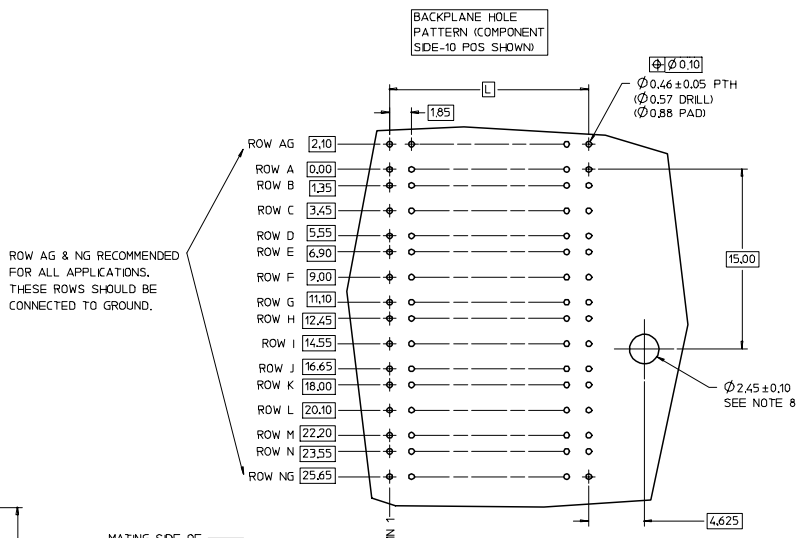 BACKPLANE HOLE
PATTERN (COMPONENT
SIDE-10 POS SHOWN)
⌖ Ø 0.10
L
Ø0.46±0.05 PTH
(Ø0.57 DRILL)
(Ø0.88 PAD)
1.85
ROW AG 2.10
ROW A 0.00
ROW B 1.35
ROW C 3.45
ROW D 5.55
ROW E 6.90
ROW F 9.00
ROW G 11.10
ROW H 12.45
ROW I 14.55
ROW J 16.65
ROW K 18.00
ROW L 20.10
ROW M 22.20
ROW N 23.55
ROW NG 25.65
ROW AG & NG RECOMMENDED
FOR ALL APPLICATIONS.
THESE ROWS SHOULD BE
CONNECTED TO GROUND.
15.00
Ø2.45±0.10
SEE NOTE 8
4.625
IN 1
MATING SIDE OF